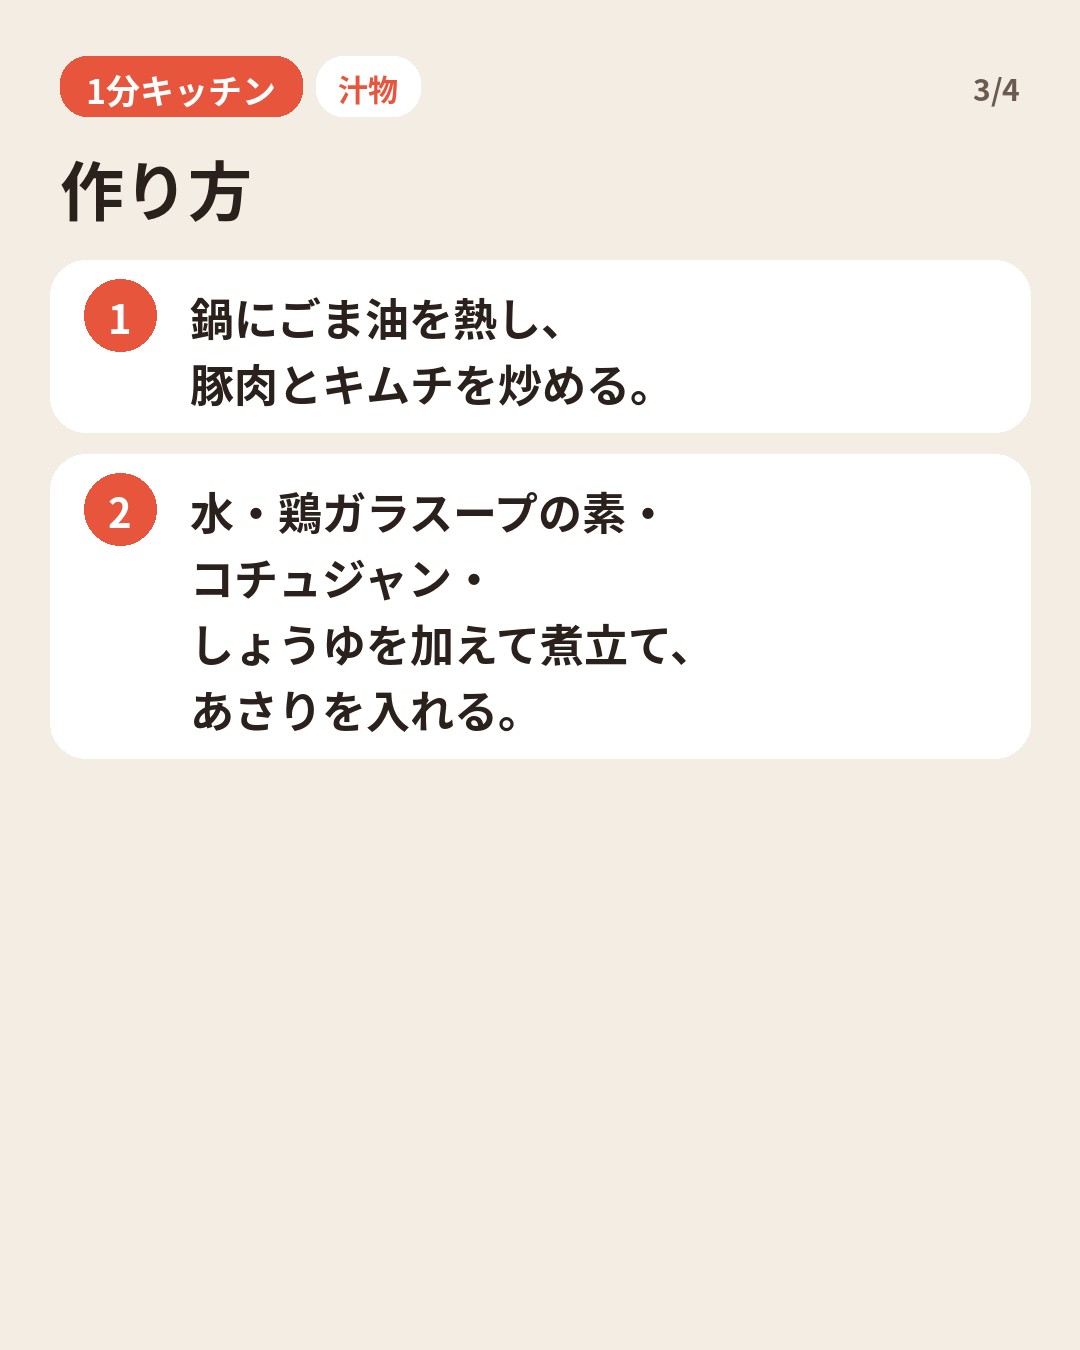 1分キッチン 汁物 3/4
作り方
1 鍋にごま油を熱し、
豚肉とキムチを炒める。
2 水・鶏ガラスープの素・
コチュジャン・
しょうゆを加えて煮立て、
あさりを入れる。